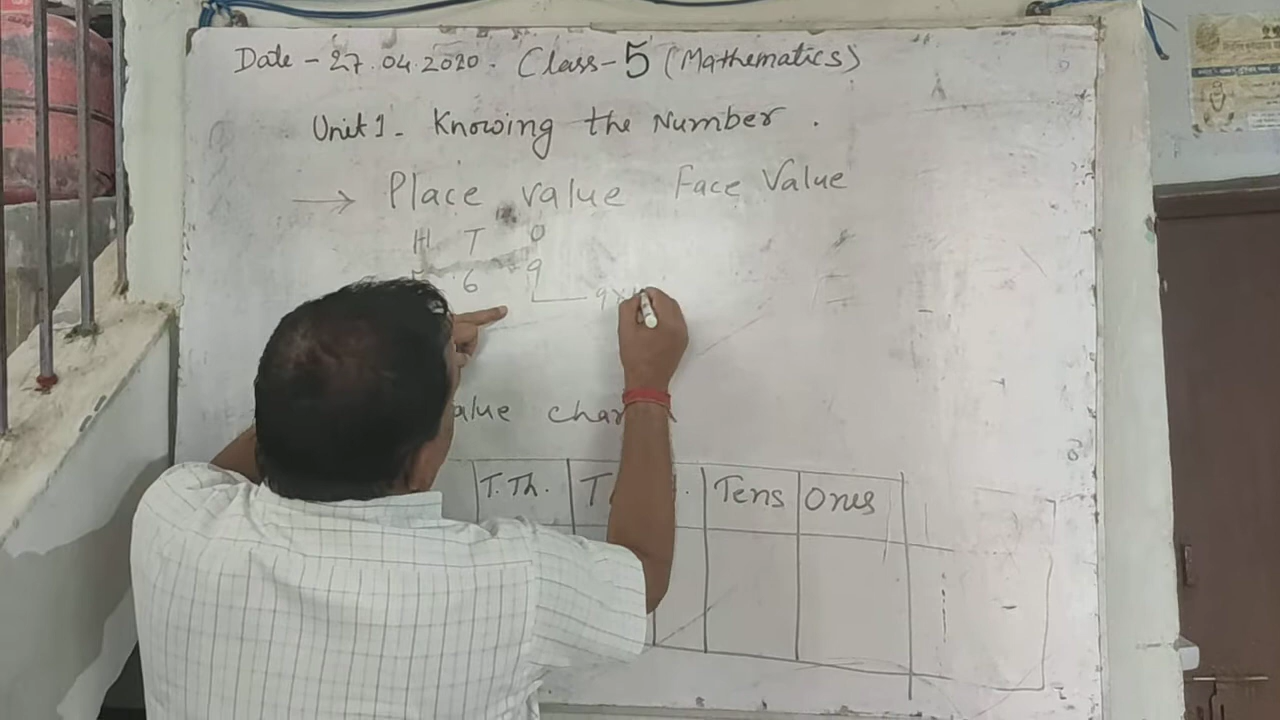 Date - 27.04.2020. Class-5 (Mathematics)
Unit 1 - Knowing the Number.
→ Place value Face Value
H T O
6 9
9×
alue char
T.Th. Tens Ones